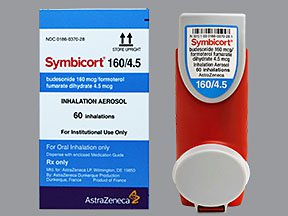 NDC 0186-0370-28
STORE UPRIGHT
Symbicort® 160/4.5
budesonide 160 mcg/formoterol
fumarate dihydrate 4.5 mcg
INHALATION AEROSOL
60 inhalations
For Institutional Use Only
For Oral Inhalation only
Dispense with enclosed Medication Guide
Rx only
Mfd. for AstraZeneca LP, Wilmington, DE 19850
By AstraZeneca Dunkerque Production
Dunkerque, France
Product of France
AstraZeneca
Symbicort®
budesonide 160 mcg/formoterol
fumarate dihydrate 4.5 mcg
Inhalation Aerosol
60 inhalations
AstraZeneca
160/4.5